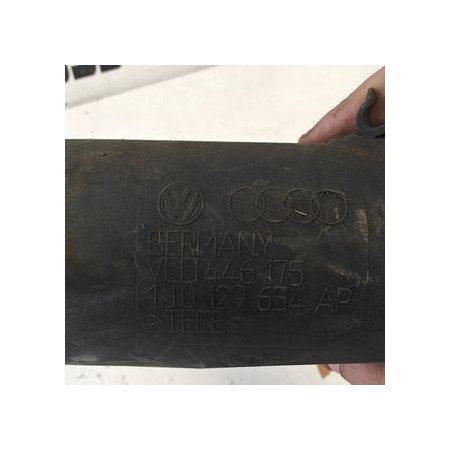 GERMANY
VCD 446 175
1J0 129 654 AP
>TEEE<